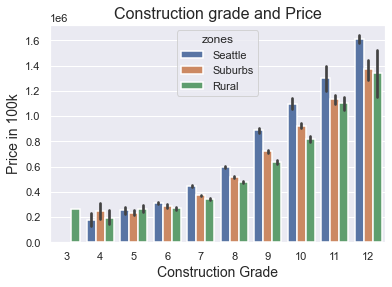 Construction grade and Price
1e6
zones
Seattle
Suburbs
Rural
Price in 100k
1.6
1.4
1.2
1.0
0.8
0.6
0.4
0.2
0.0
3 4 5 6 7 8 9 10 11 12
Construction Grade